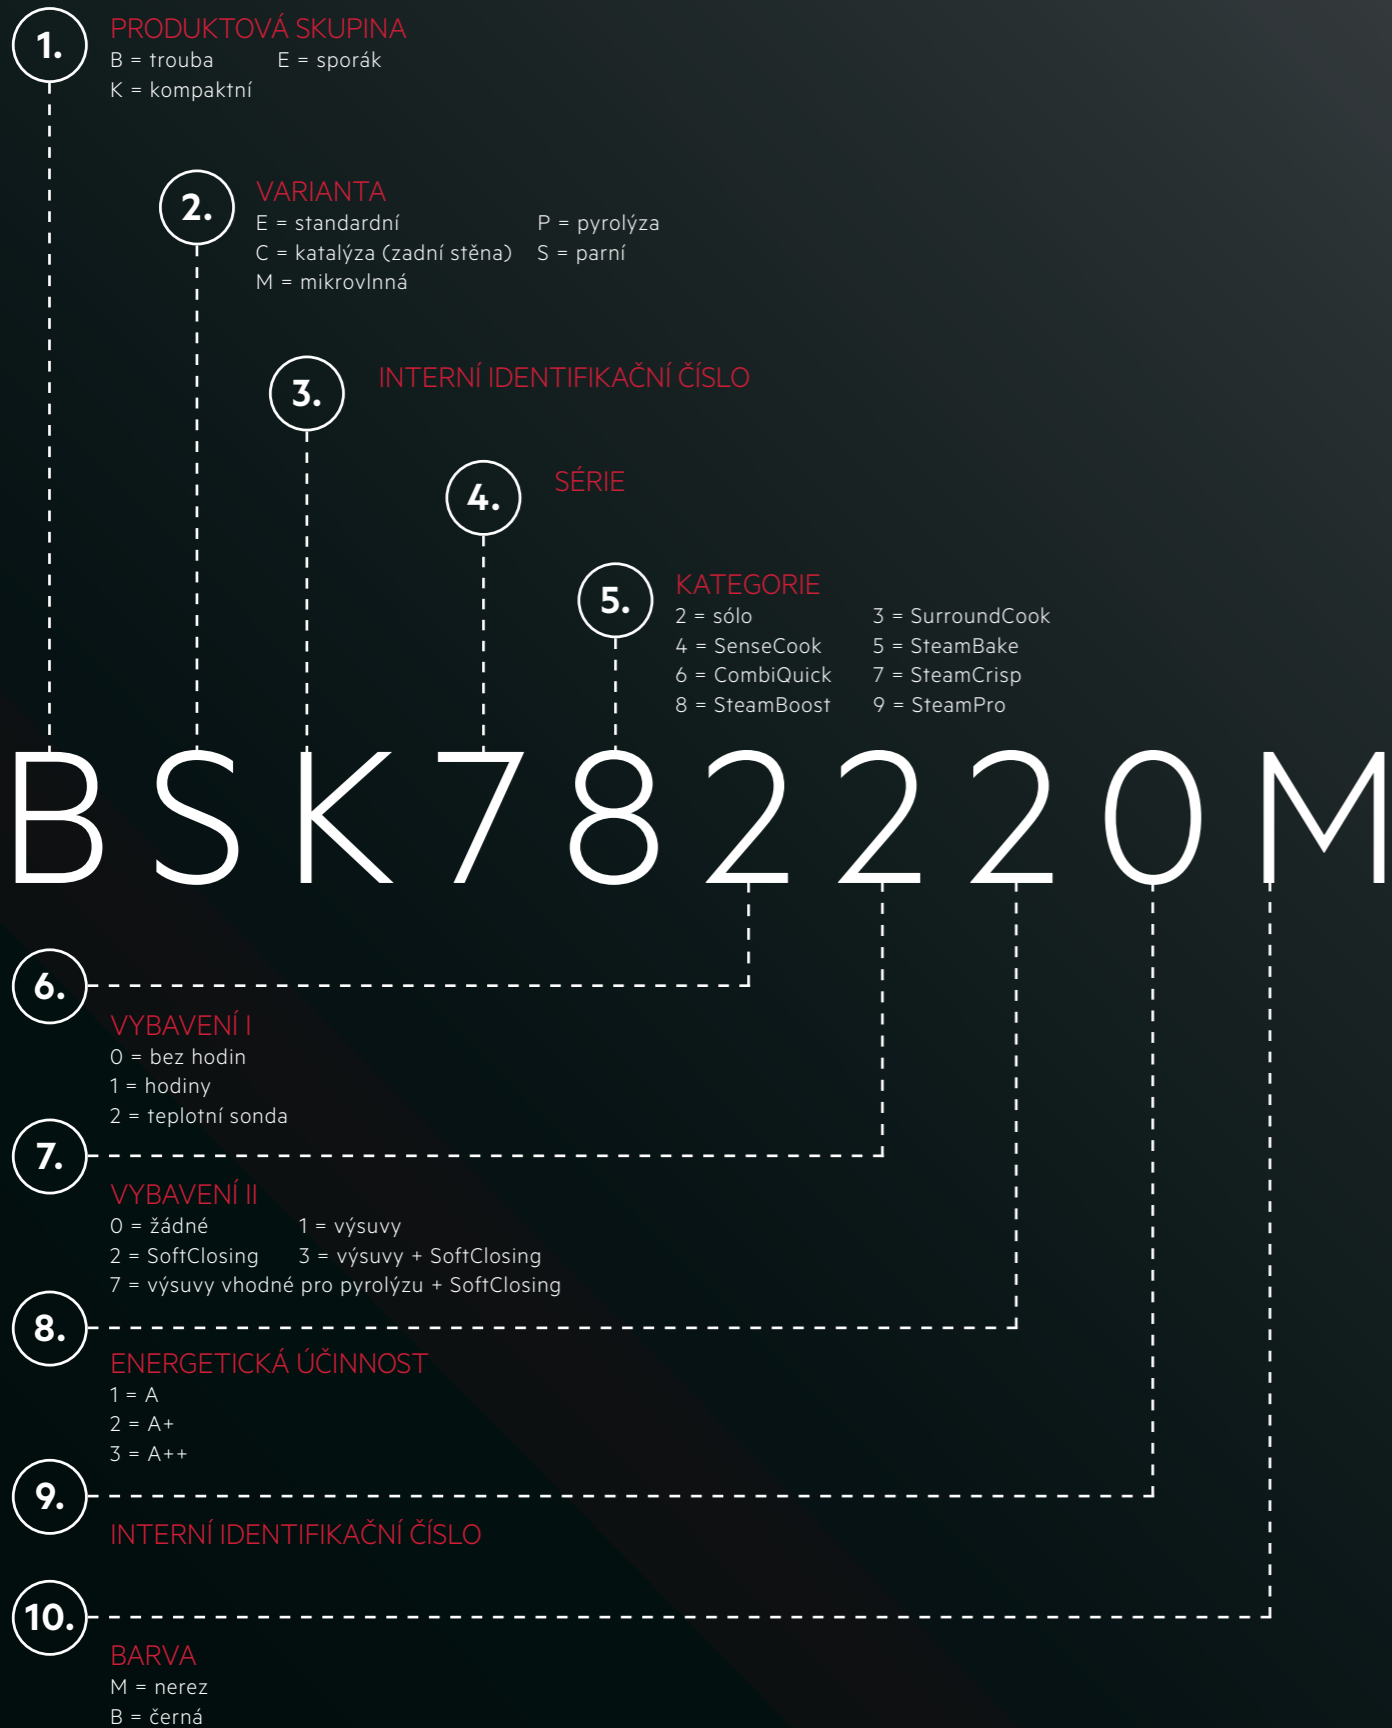 1. PRODUKTOVÁ SKUPINA
B = trouba E = sporák
K = kompaktní
2. VARIANTA
E = standardní P = pyrolýza
C = katalýza (zadní stěna) S = parní
M = mikrovlnná
3. INTERNÍ IDENTIFIKAČNÍ ČÍSLO
4. SÉRIE
5. KATEGORIE
2 = sólo 3 = SurroundCook
4 = SenseCook 5 = SteamBake
6 = CombiQuick 7 = SteamCrisp
8 = SteamBoost 9 = SteamPro
BSK782220M
6.
VYBAVENÍ I
0 = bez hodin
1 = hodiny
2 = teplotní sonda
7.
VYBAVENÍ II
0 = žádné 1 = výsuvy
2 = SoftClosing 3 = výsuvy + SoftClosing
7 = výsuvy vhodné pro pyrolýzu + SoftClosing
8.
ENERGETICKÁ ÚČINNOST
1 = A
2 = A+
3 = A++
9.
INTERNÍ IDENTIFIKAČNÍ ČÍSLO
10.
BARVA
M = nerez
B = černá